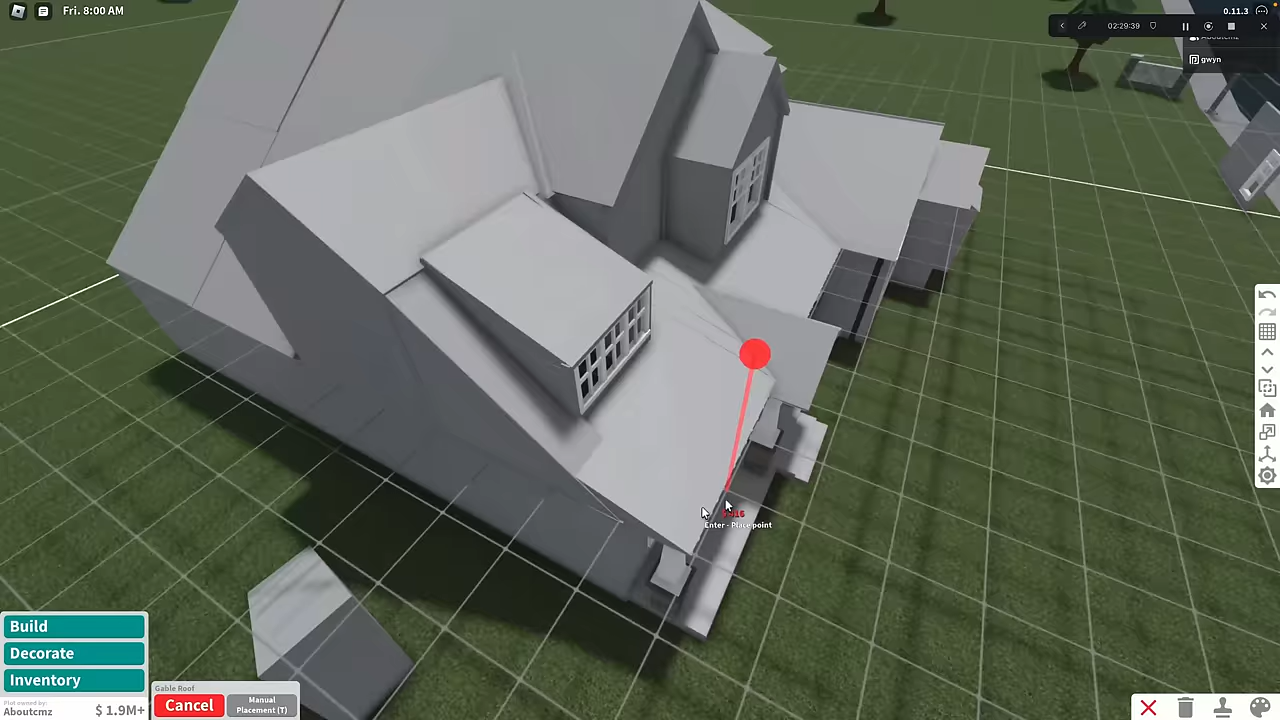 Fri. 8:00 AM
0.11.3
02:29:39
gwyn
Enter - Place point
Build
Decorate
Inventory
Plot owned by:
Aboutcmz
$ 1.9M+
Gable Roof
Cancel
Manual
Placement (T)